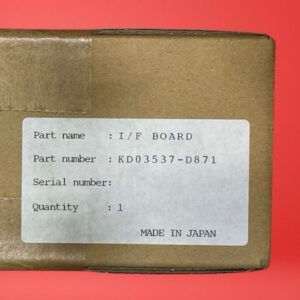 Part name : I/F BOARD
Part number : KD03537-D871
Serial number:
Quantity : 1
MADE IN JAPAN